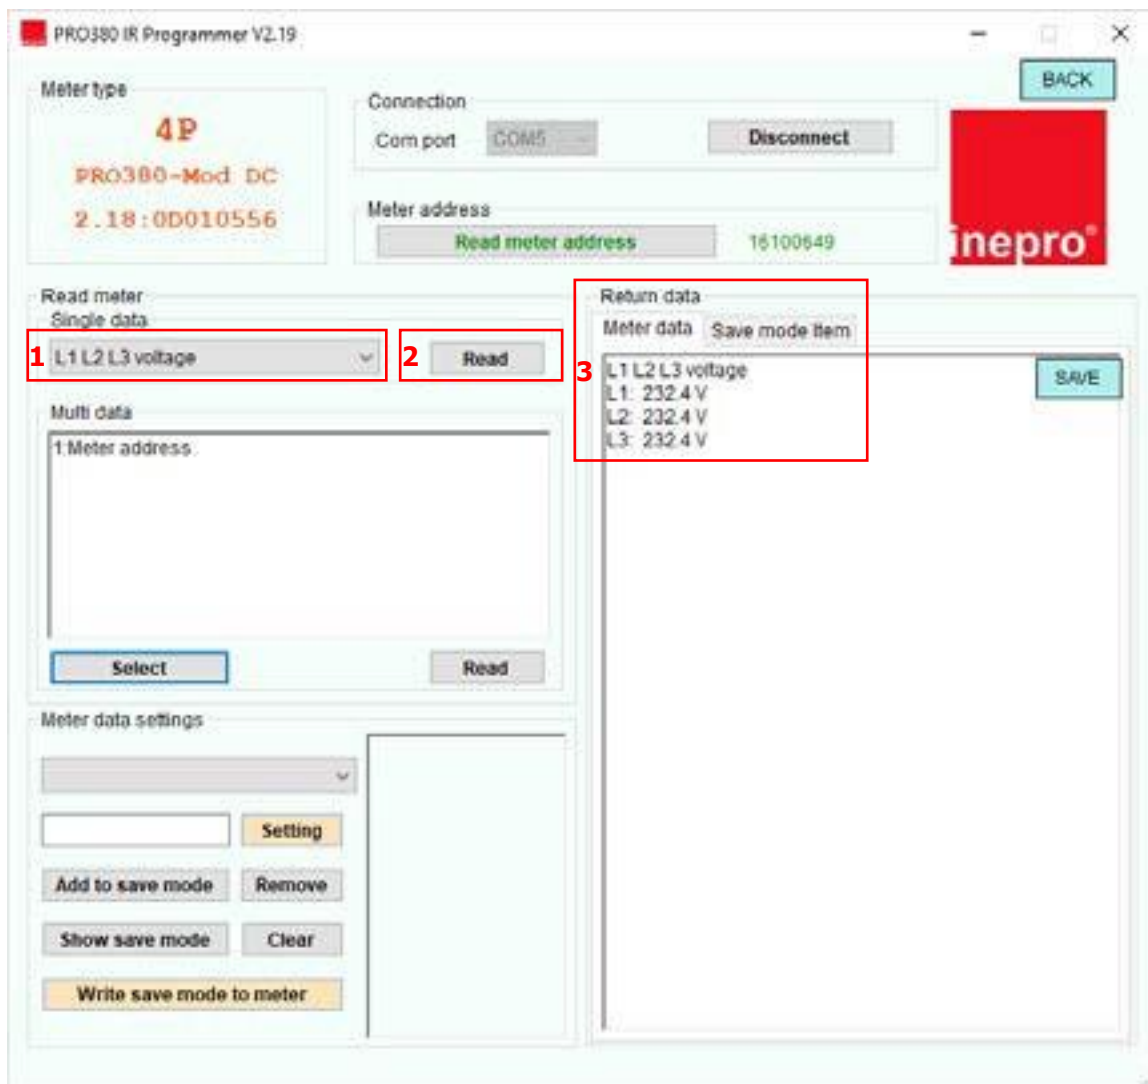 PRO380 IR Programmer V2.19
BACK
Meter type
4P
PRO380-Mod DC
2.18:0D010556
Connection
Com port
COM5
Disconnect
Meter address
Read meter address
16100649
inepro®
Read meter
Single data
1
L1 L2 L3 voltage
2
Read
Multi data
1:Meter address
Select
Read
Return data
Meter data
Save mode item
3
L1 L2 L3 voltage
L1: 232.4 V
L2: 232.4 V
L3: 232.4 V
SAVE
Meter data settings
Setting
Add to save mode
Remove
Show save mode
Clear
Write save mode to meter